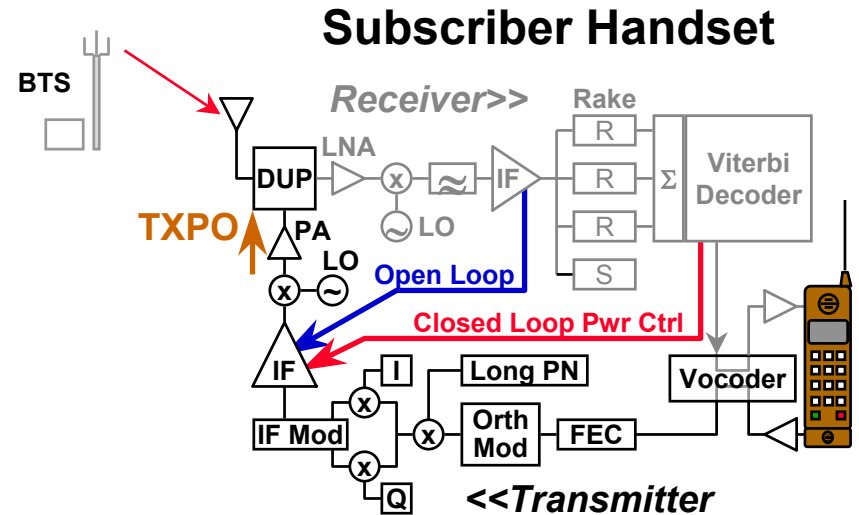 Subscriber Handset
BTS
Receiver>>
Rake
R
LNA
DUP
x
≈
IF
R
Σ
Viterbi
Decoder
R
~
LO
TXPO
PA
LO
x
~
S
Open Loop
Closed Loop Pwr Ctrl
IF
I
Long PN
Vocoder
x
IF Mod
x
Orth
Mod
FEC
x
Q
<<Transmitter